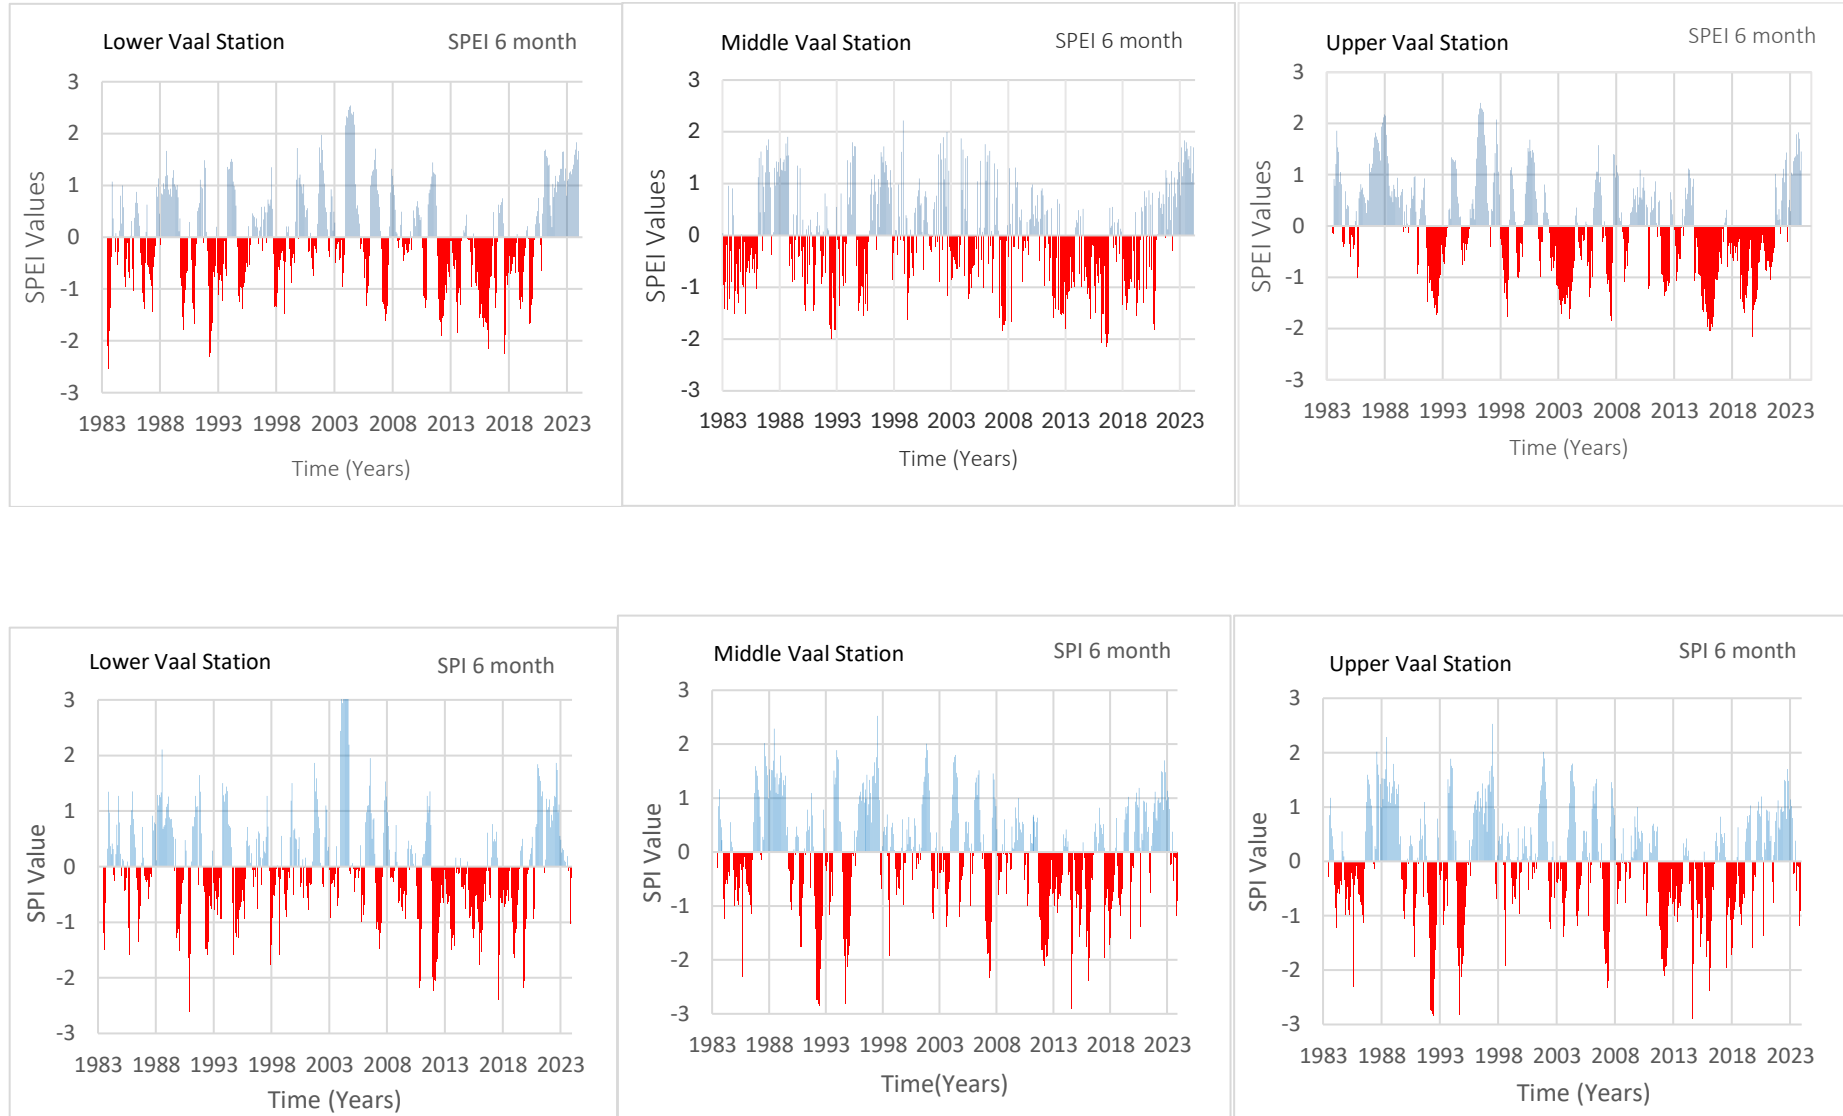 Lower Vaal Station SPEI 6 month
3
2
1
0
-1
-2
-3
SPEI Values
1983 1988 1993 1998 2003 2008 2013 2018 2023
Time (Years)
Middle Vaal Station SPEI 6 month
3
2
1
0
-1
-2
-3
SPEI Values
1983 1988 1993 1998 2003 2008 2013 2018 2023
Time (Years)
Upper Vaal Station SPEI 6 month
3
2
1
0
-1
-2
-3
SPEI Values
1983 1988 1993 1998 2003 2008 2013 2018 2023
Time (Years)
Lower Vaal Station SPI 6 month
3
2
1
0
-1
-2
-3
SPI Value
1983 1988 1993 1998 2003 2008 2013 2018 2023
Time (Years)
Middle Vaal Station SPI 6 month
3
2
1
0
-1
-2
-3
SPI Value
1983 1988 1993 1998 2003 2008 2013 2018 2023
Time(Years)
Upper Vaal Station SPI 6 month
3
2
1
0
-1
-2
-3
SPI Value
1983 1988 1993 1998 2003 2008 2013 2018 2023
Time (Years)